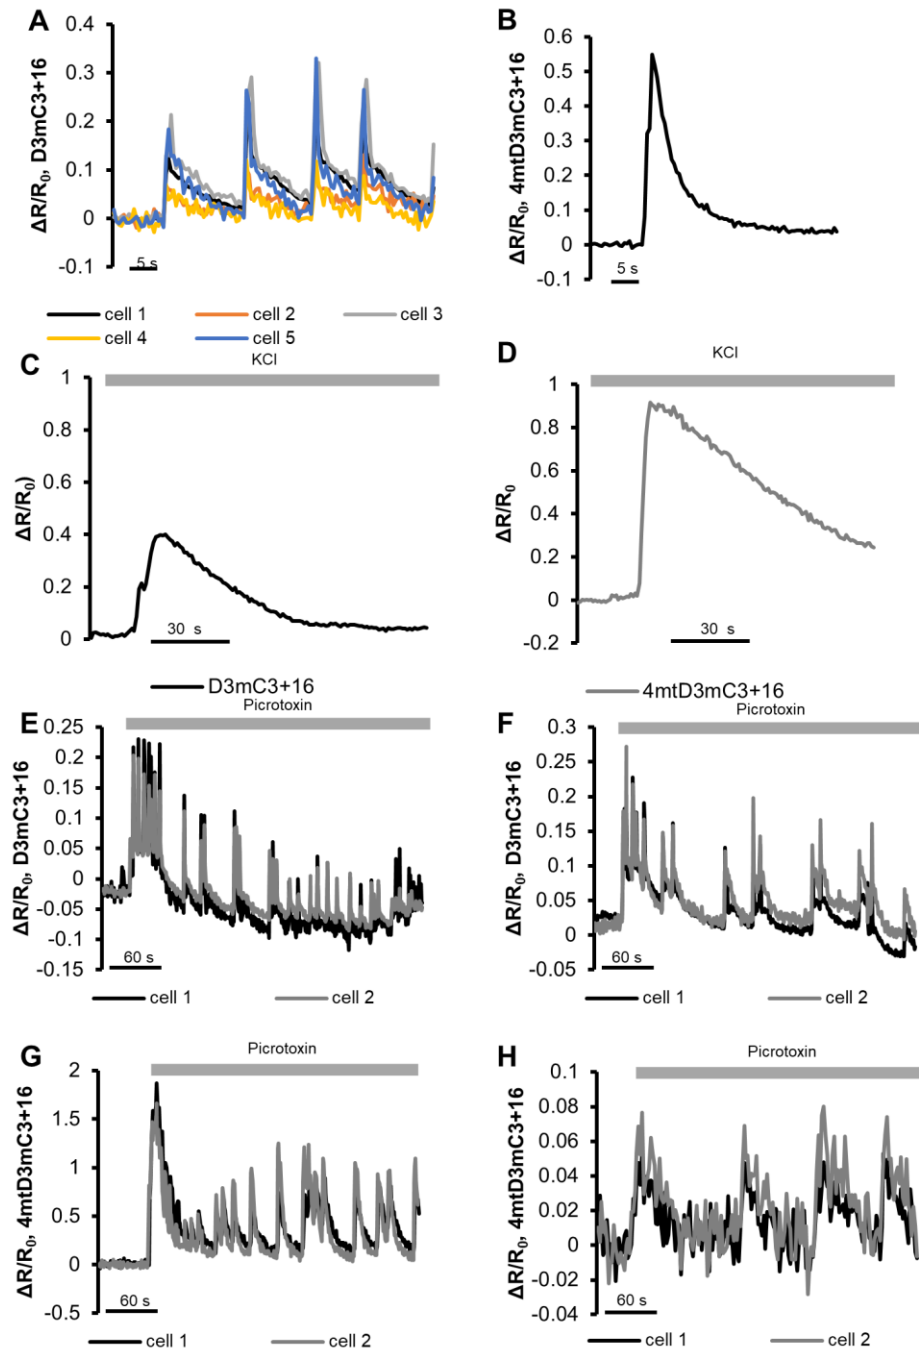 A
ΔR/R0, D3mC3+16
0.4
0.3
0.2
0.1
0
-0.1
5 s
cell 1
cell 2
cell 3
cell 4
cell 5
B
ΔR/R0, 4mtD3mC3+16
0.6
0.5
0.4
0.3
0.2
0.1
0
-0.1
5 s
C
KCl
ΔR/R0)
1
0.8
0.6
0.4
0.2
0
30 s
D3mC3+16
D
KCl
ΔR/R0
1
0.8
0.6
0.4
0.2
0
-0.2
30 s
4mtD3mC3+16
E
Picrotoxin
ΔR/R0, D3mC3+16
0.25
0.2
0.15
0.1
0.05
0
-0.05
-0.1
-0.15
60 s
cell 1
cell 2
F
Picrotoxin
ΔR/R0, D3mC3+16
0.3
0.25
0.2
0.15
0.1
0.05
0
-0.05
60 s
cell 1
cell 2
G
Picrotoxin
ΔR/R0, 4mtD3mC3+16
2
1.5
1
0.5
0
-0.5
60 s
cell 1
cell 2
H
Picrotoxin
ΔR/R0, 4mtD3mC3+16
0.1
0.08
0.06
0.04
0.02
0
-0.02
-0.04
60 s
cell 1
cell 2